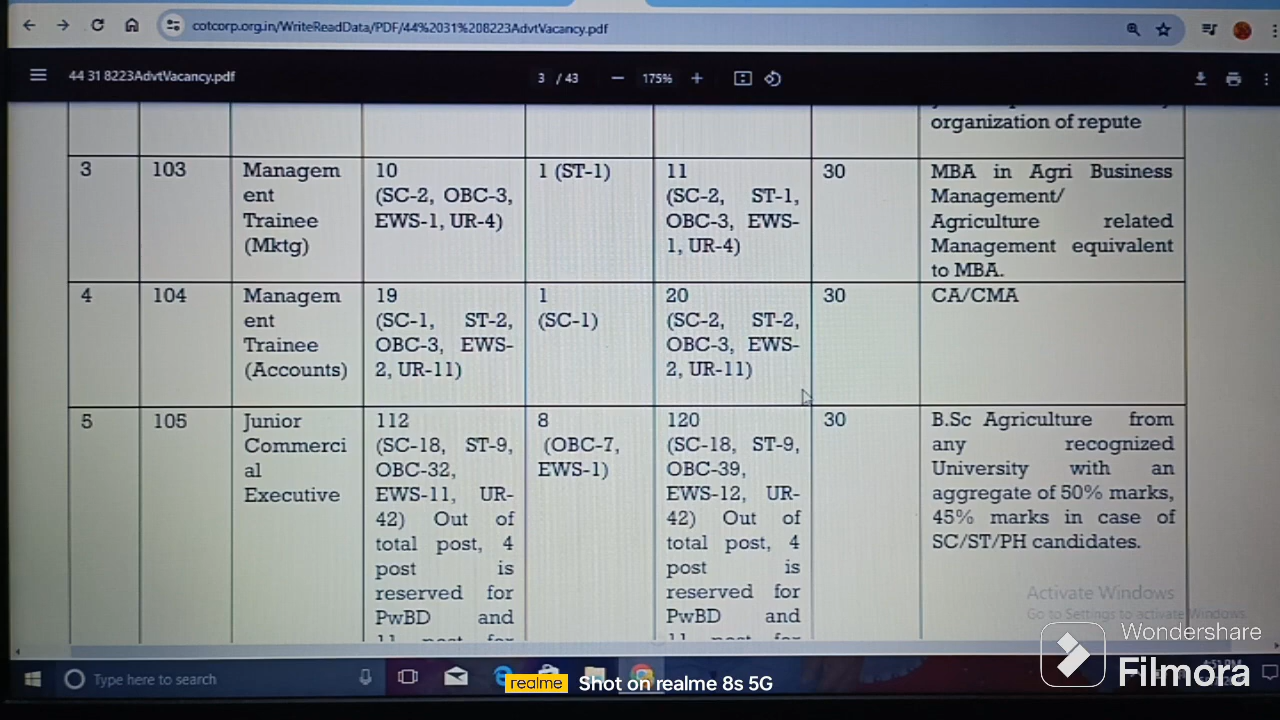 cotcorp.org.in/WriteReadData/PDF/44%2031%208223AdvtVacancy.pdf
44 31 8223AdvtVacancy.pdf
3 / 43
175%
organization of repute
3
103
Managem
ent
Trainee
(Mktg)
10
(SC-2, OBC-3,
EWS-1, UR-4)
1 (ST-1)
11
(SC-2, ST-1,
OBC-3, EWS-
1, UR-4)
30
MBA in Agri Business
Management/
Agriculture related
Management equivalent
to MBA.
4
104
Managem
ent
Trainee
(Accounts)
19
(SC-1, ST-2,
OBC-3, EWS-
2, UR-11)
1
(SC-1)
20
(SC-2, ST-2,
OBC-3, EWS-
2, UR-11)
30
CA/CMA
5
105
Junior
Commerci
al
Executive
112
(SC-18, ST-9,
OBC-32,
EWS-11, UR-
42) Out of
total post, 4
post is
reserved for
PwBD and
8
(OBC-7,
EWS-1)
120
(SC-18, ST-9,
OBC-39,
EWS-12, UR-
42) Out of
total post, 4
post is
reserved for
PwBD and
30
B.Sc Agriculture from
any recognized
University with an
aggregate of 50% marks,
45% marks in case of
SC/ST/PH candidates.
Activate Windows
Go to Settings to activate Windows.
Wondershare
Filmora
Type here to search
realme Shot on realme 8s 5G